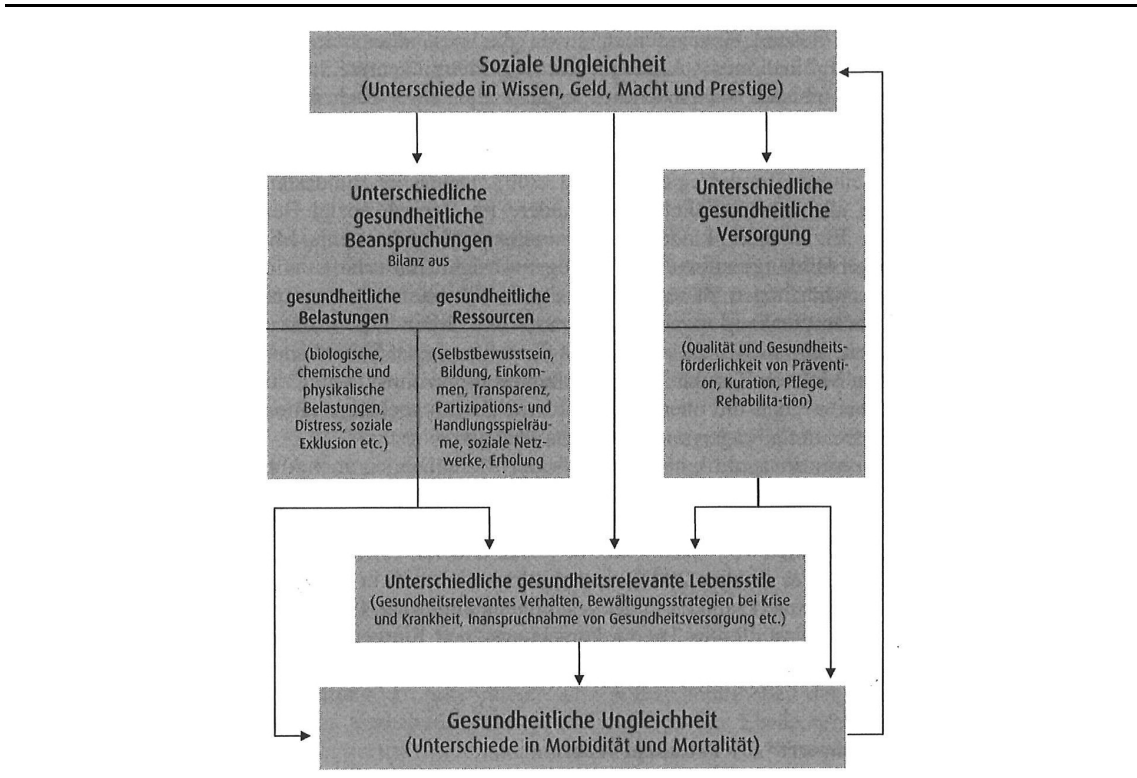 Soziale Ungleichheit
(Unterschiede in Wissen, Geld, Macht und Prestige)
Unterschiedliche
gesundheitliche
Beanspruchungen
Bilanz aus
gesundheitliche
Belastungen
(biologische,
chemische und
physikalische
Belastungen,
Distress, soziale
Exklusion etc.)
gesundheitliche
Ressourcen
(Selbstbewusstsein,
Bildung, Einkom-
men, Transparenz,
Partizipations- und
Handlungsspielräu-
me, soziale Netz-
werke, Erholung
Unterschiedliche
gesundheitliche
Versorgung
(Qualität und Gesundheits-
förderlichkeit von Präventi-
on, Kuration, Pflege,
Rehabilita-tion)
Unterschiedliche gesundheitsrelevante Lebensstile
(Gesundheitsrelevantes Verhalten, Bewältigungsstrategien bei Krise
und Krankheit, Inanspruchnahme von Gesundheitsversorgung etc.)
Gesundheitliche Ungleichheit
(Unterschiede in Morbidität und Mortalität)